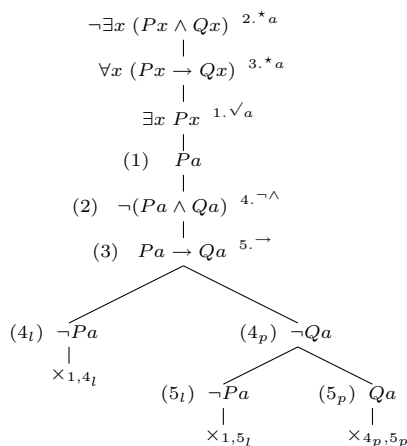 ¬∃x (Px ∧ Qx) 2.⋆a
∀x (Px → Qx) 3.⋆a
∃x Px 1.√a
(1) Pa
(2) ¬(Pa ∧ Qa) 4.¬∧
(3) Pa → Qa 5.→
(4l) ¬Pa (4p) ¬Qa
×1,4l
(5l) ¬Pa (5p) Qa
×1,5l ×4p,5p